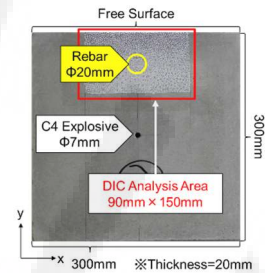 Free Surface
Rebar
Φ20mm
C4 Explosive
Φ7mm
300mm
DIC Analysis Area
90mm×150mm
y
x
300mm
※Thickness=20mm